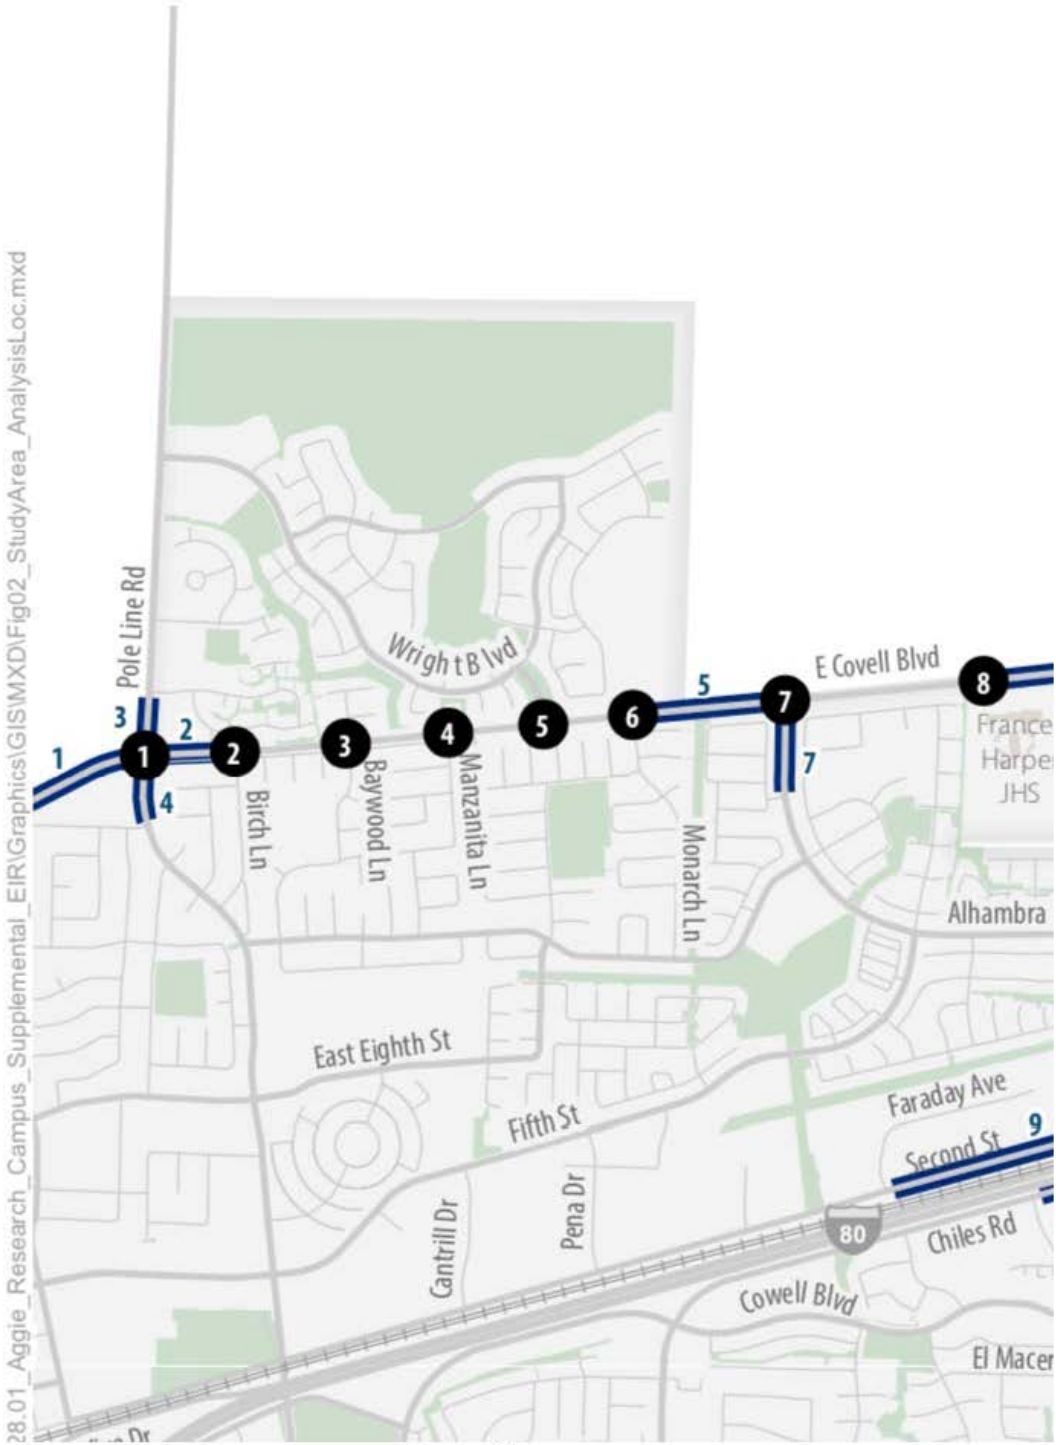 28.01_Aggie_Research_Campus_Supplemental_EIR\Graphics\GIS\MXD\Fig02_StudyArea_AnalysisLoc.mxd
Pole Line Rd
Wright Blvd
E Covell Blvd
1
3
2
4
5
7
1
2
3
4
5
6
7
8
France
Harpe
JHS
Birch Ln
Baywood Ln
Manzanita Ln
Monarch Ln
Alhambra
East Eighth St
Fifth St
Faraday Ave
Second St
9
Cantrill Dr
Pena Dr
80
Chiles Rd
Cowell Blvd
El Macer
Dr